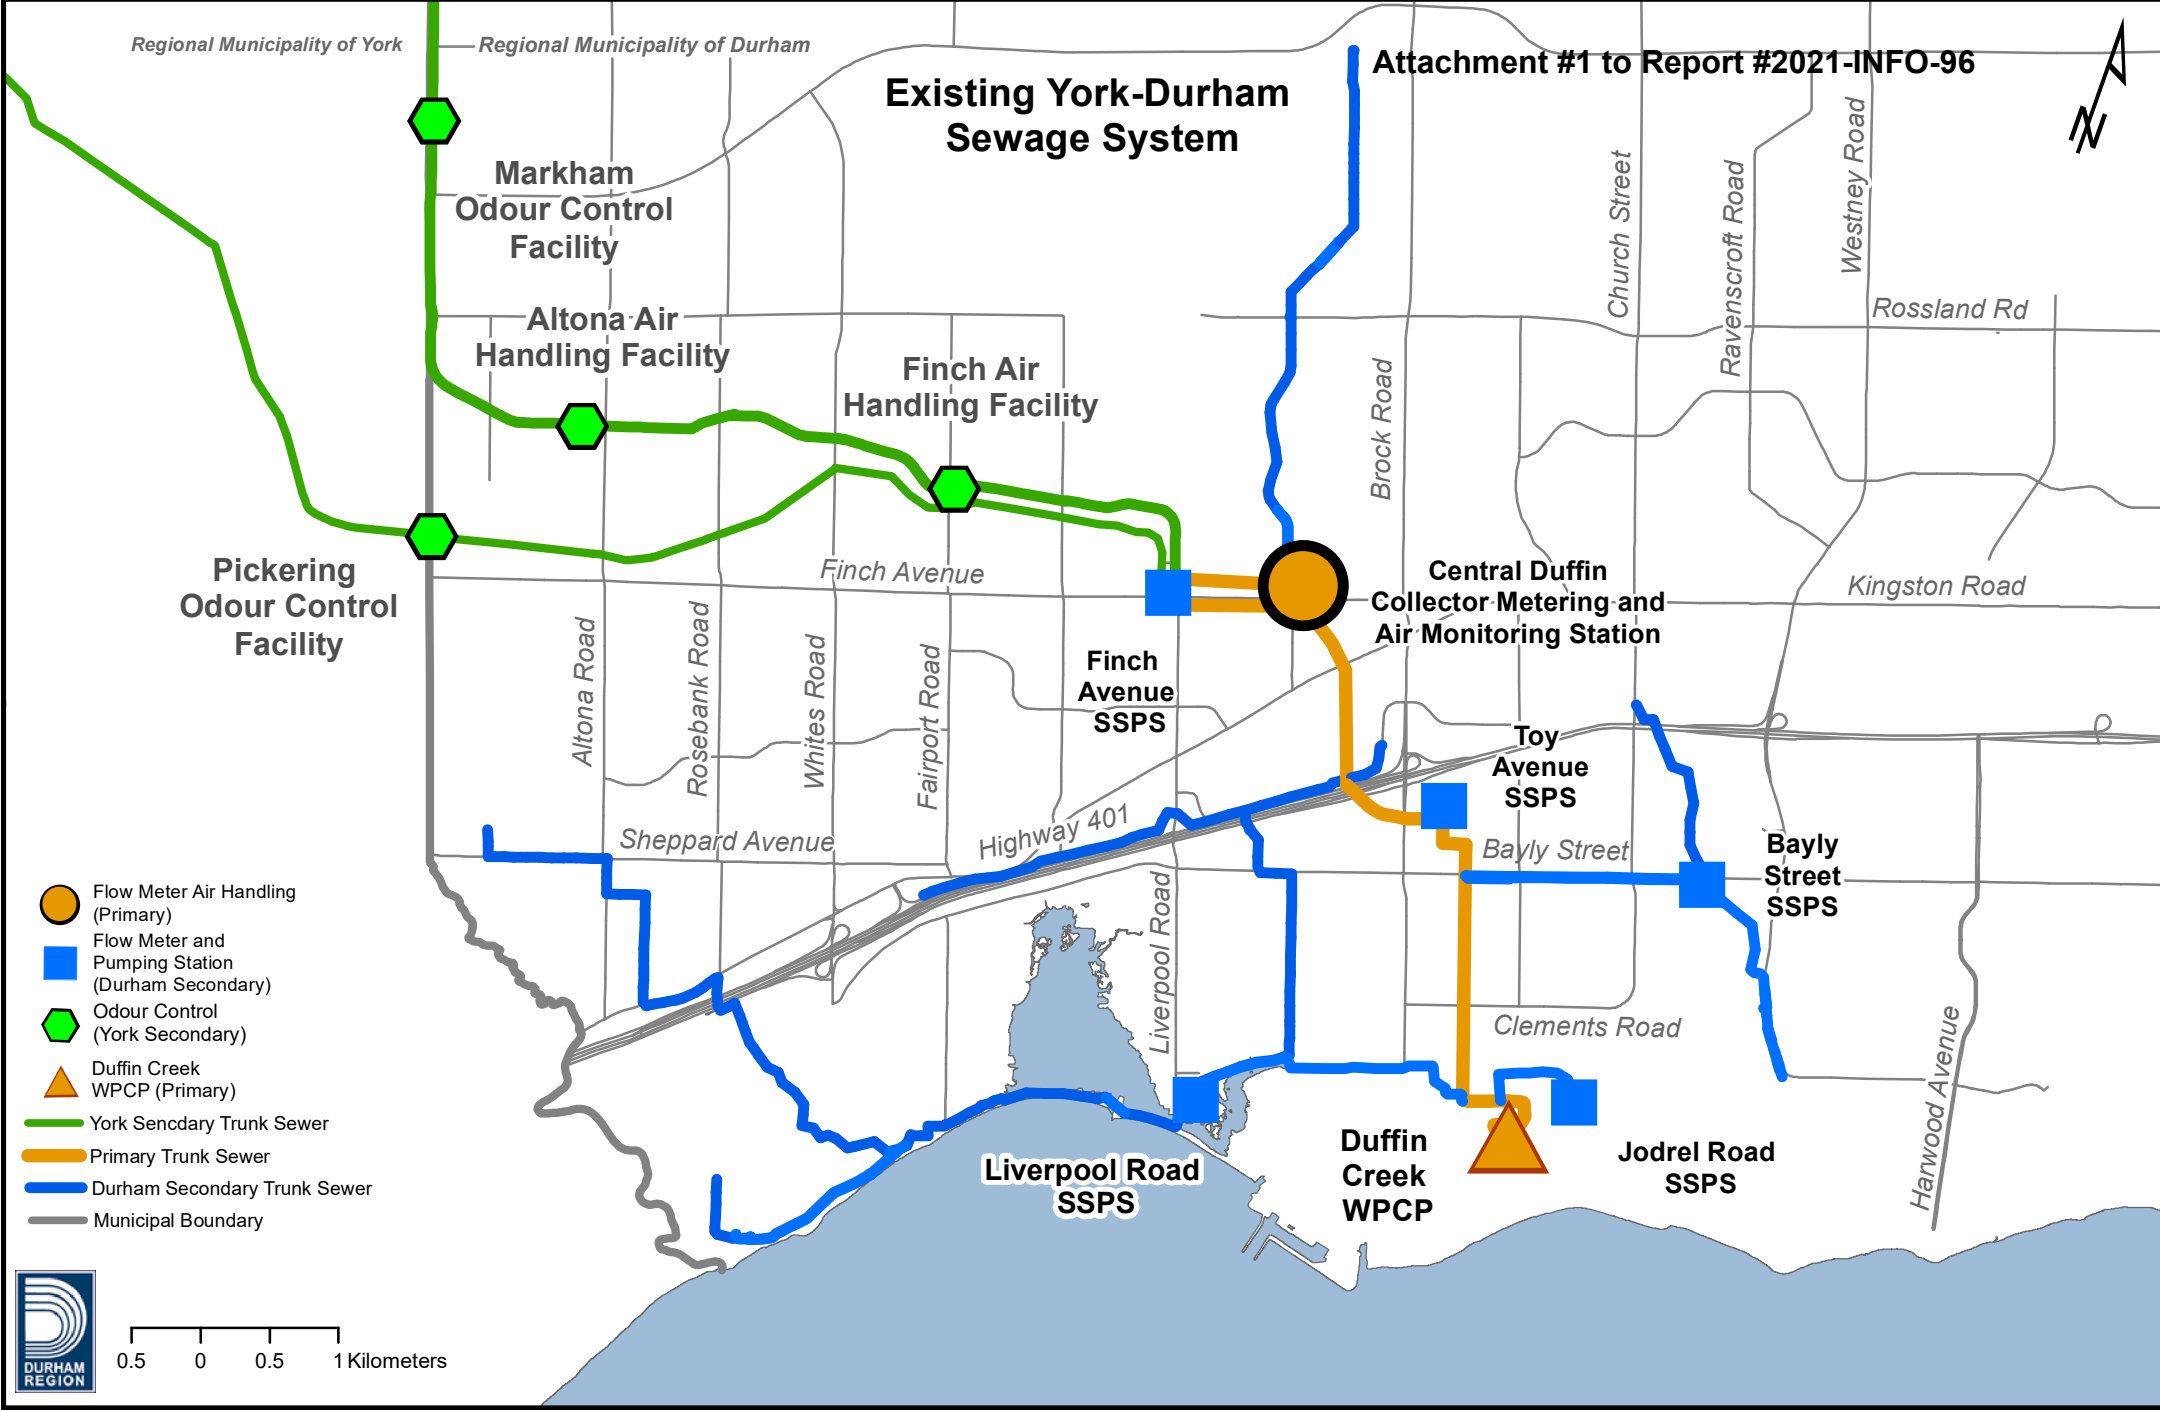 Regional Municipality of York
Regional Municipality of Durham
Attachment #1 to Report #2021-INFO-96
Existing York-Durham
Sewage System
N
Markham
Odour Control
Facility
Altona Air
Handling Facility
Finch Air
Handling Facility
Pickering
Odour Control
Facility
Church Street
Ravenscroft Road
Westney Road
Rossland Rd
Brock Road
Finch Avenue
Kingston Road
Central Duffin
Collector Metering and
Air Monitoring Station
Altona Road
Rosebank Road
Whites Road
Fairport Road
Finch
Avenue
SSPS
Toy
Avenue
SSPS
Sheppard Avenue
Highway 401
Bayly Street
Bayly
Street
SSPS
Liverpool Road
Clements Road
Harwood Avenue
Liverpool Road
SSPS
Duffin
Creek
WPCP
Jodrel Road
SSPS
Flow Meter Air Handling
(Primary)
Flow Meter and
Pumping Station
(Durham Secondary)
Odour Control
(York Secondary)
Duffin Creek
WPCP (Primary)
York Sencdary Trunk Sewer
Primary Trunk Sewer
Durham Secondary Trunk Sewer
Municipal Boundary
DURHAM
REGION
0.5 0 0.5 1 Kilometers